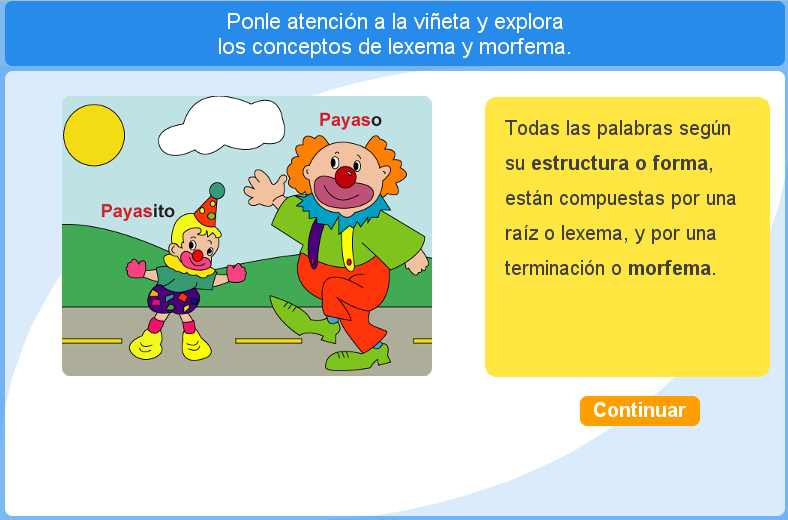 Ponle atención a la viñeta y explora
los conceptos de lexema y morfema.
Payaso
Payasito
Todas las palabras según
su estructura o forma,
están compuestas por una
raíz o lexema, y por una
terminación o morfema.
Continuar